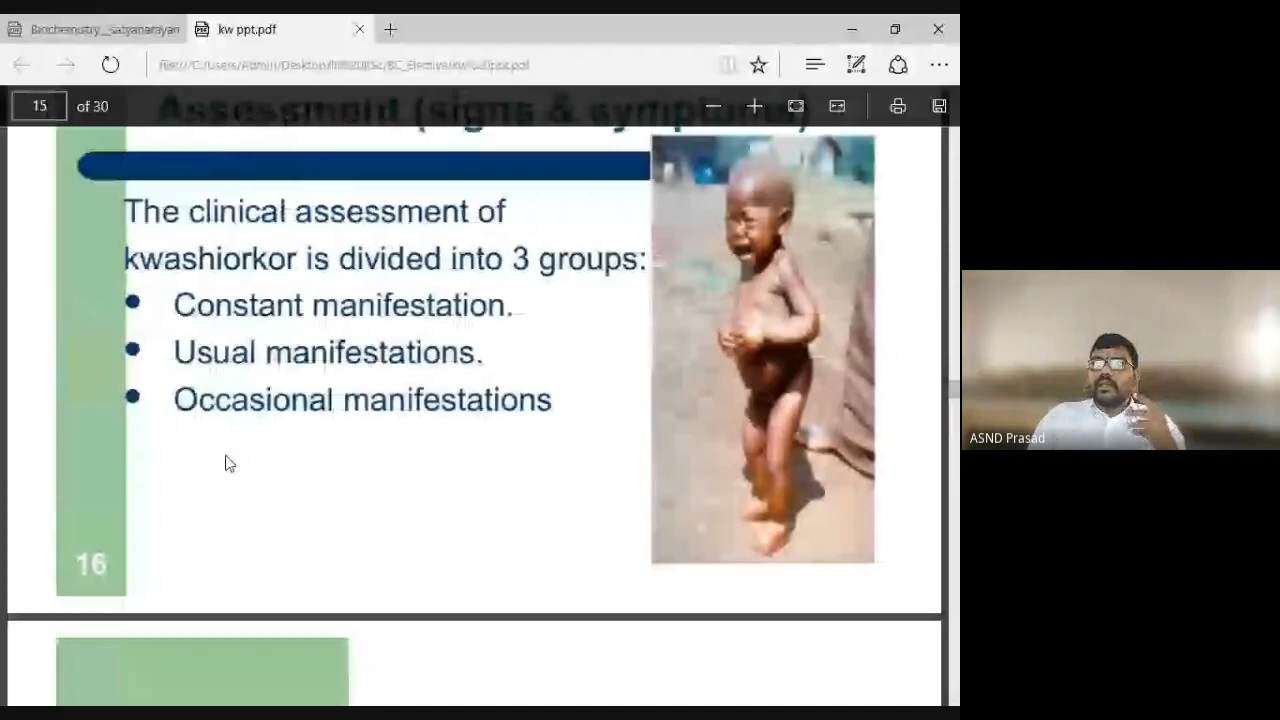 kw ppt.pdf
15 of 30
Assessment (signs & symptoms)
The clinical assessment of
kwashiorkor is divided into 3 groups:
• Constant manifestation.
• Usual manifestations.
• Occasional manifestations
16
ASND Prasad